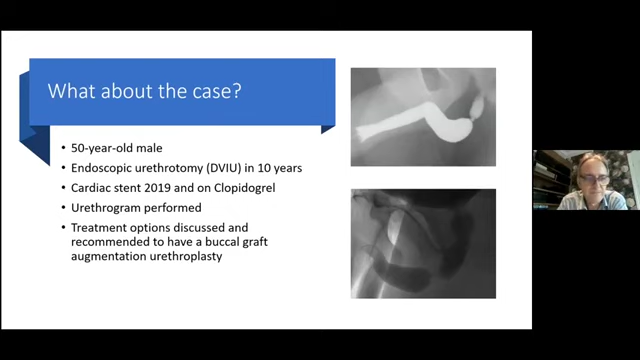 What about the case?
• 50-year-old male
• Endoscopic urethrotomy (DVIU) in 10 years
• Cardiac stent 2019 and on Clopidogrel
• Urethrogram performed
• Treatment options discussed and
recommended to have a buccal graft
augmentation urethroplasty